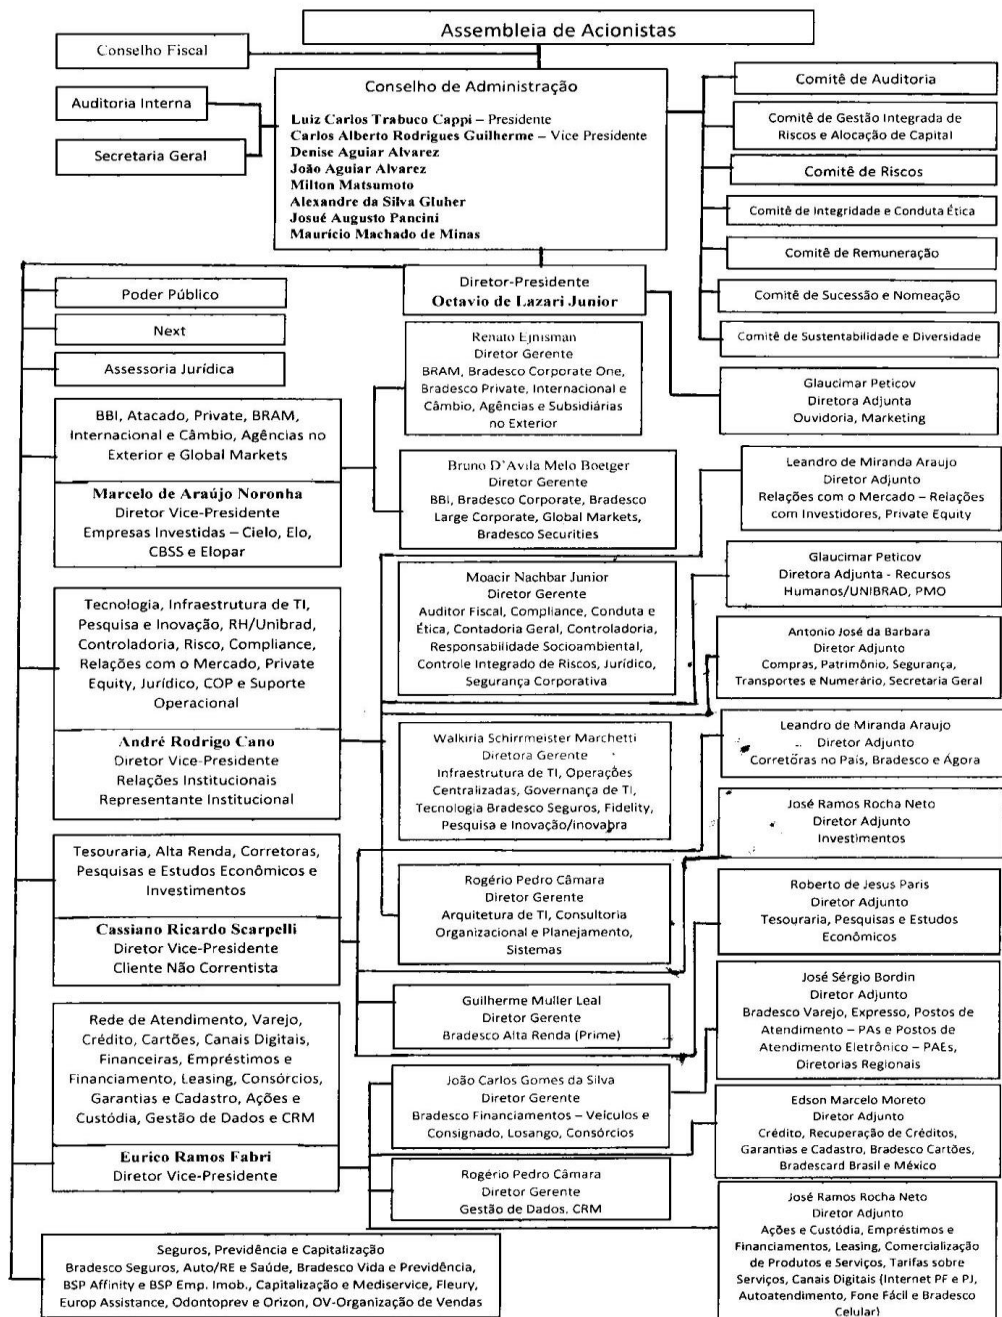 Assembleia de Acionistas
Conselho Fiscal
Auditoria Interna
Secretaria Geral
Conselho de Administração
Luiz Carlos Trabuco Cappi – Presidente
Carlos Alberto Rodrigues Guilherme – Vice Presidente
Denise Aguiar Alvarez
João Aguiar Alvarez
Milton Matsumoto
Alexandre da Silva Gluher
Josué Augusto Pancini
Maurício Machado de Minas
Comitê de Auditoria
Comitê de Gestão Integrada de
Riscos e Alocação de Capital
Comitê de Riscos
Comitê de Integridade e Conduta Ética
Comitê de Remuneração
Comitê de Sucessão e Nomeação
Comitê de Sustentabilidade e Diversidade
Diretor-Presidente
Octavio de Lazari Junior
Poder Público
Next
Assessoria Jurídica
Glaucimar Peticov
Diretora Adjunta
Ouvidoria, Marketing
BBI, Atacado, Private, BRAM,
Internacional e Câmbio, Agências no
Exterior e Global Markets
Marcelo de Araújo Noronha
Diretor Vice-Presidente
Empresas Investidas – Cielo, Elo,
CBSS e Elopar
Renato Ejnisman
Diretor Gerente
BRAM, Bradesco Corporate One,
Bradesco Private, Internacional e
Câmbio, Agências e Subsidiárias
no Exterior
Bruno D'Avila Melo Boetger
Diretor Gerente
BBI, Bradesco Corporate, Bradesco
Large Corporate, Global Markets,
Bradesco Securities
Tecnologia, Infraestrutura de TI,
Pesquisa e Inovação, RH/Unibrad,
Controladoria, Risco, Compliance,
Relações com o Mercado, Private
Equity, Jurídico, COP e Suporte
Operacional
André Rodrigo Cano
Diretor Vice-Presidente
Relações Institucionais
Representante Institucional
Moacir Nachbar Junior
Diretor Gerente
Auditor Fiscal, Compliance, Conduta e
Ética, Contadoria Geral, Controladoria,
Responsabilidade Socioambiental,
Controle Integrado de Riscos, Jurídico,
Segurança Corporativa
Walkiria Schirrmeister Marchetti
Diretora Gerente
Infraestrutura de TI, Operações
Centralizadas, Governança de TI,
Tecnologia Bradesco Seguros, Fidelity,
Pesquisa e Inovação/inovabra
Rogério Pedro Câmara
Diretor Gerente
Arquitetura de TI, Consultoria
Organizacional e Planejamento,
Sistemas
Leandro de Miranda Araujo
Diretor Adjunto
Relações com o Mercado – Relações
com Investidores, Private Equity
Glaucimar Peticov
Diretora Adjunta - Recursos
Humanos/UNIBRAD, PMO
Antonio José da Barbara
Diretor Adjunto
Compras, Patrimônio, Segurança,
Transportes e Numerário, Secretaria Geral
Tesouraria, Alta Renda, Corretoras,
Pesquisas e Estudos Econômicos e
Investimentos
Cassiano Ricardo Scarpelli
Diretor Vice-Presidente
Cliente Não Correntista
Guilherme Muller Leal
Diretor Gerente
Bradesco Alta Renda (Prime)
Leandro de Miranda Araujo
Diretor Adjunto
Corretoras no País, Bradesco e Ágora
José Ramos Rocha Neto
Diretor Adjunto
Investimentos
Roberto de Jesus Paris
Diretor Adjunto
Tesouraria, Pesquisas e Estudos
Econômicos
Rede de Atendimento, Varejo,
Crédito, Cartões, Canais Digitais,
Financeiras, Empréstimos e
Financiamento, Leasing, Consórcios,
Garantias e Cadastro, Ações e
Custódia, Gestão de Dados e CRM
Eurico Ramos Fabri
Diretor Vice-Presidente
João Carlos Gomes da Silva
Diretor Gerente
Bradesco Financiamentos – Veículos e
Consignado, Losango, Consórcios
Rogério Pedro Câmara
Diretor Gerente
Gestão de Dados, CRM
José Sérgio Bordin
Diretor Adjunto
Bradesco Varejo, Expresso, Postos de
Atendimento – PAs e Postos de
Atendimento Eletrônico – PAEs,
Diretorias Regionais
Edson Marcelo Moreto
Diretor Adjunto
Crédito, Recuperação de Créditos,
Garantias e Cadastro, Bradesco Cartões,
Bradescard Brasil e México
José Ramos Rocha Neto
Diretor Adjunto
Ações e Custódia, Empréstimos e
Financiamentos, Leasing, Comercialização
de Produtos e Serviços, Tarifas sobre
Serviços, Canais Digitais (Internet PF e PJ,
Autoatendimento, Fone Fácil e Bradesco
Celular)
Seguros, Previdência e Capitalização
Bradesco Seguros, Auto/RE e Saúde, Bradesco Vida e Previdência,
BSP Affinity e BSP Emp. Imob., Capitalização e Mediservice, Fleury,
Europ Assistance, Odontoprev e Orizon, OV-Organização de Vendas